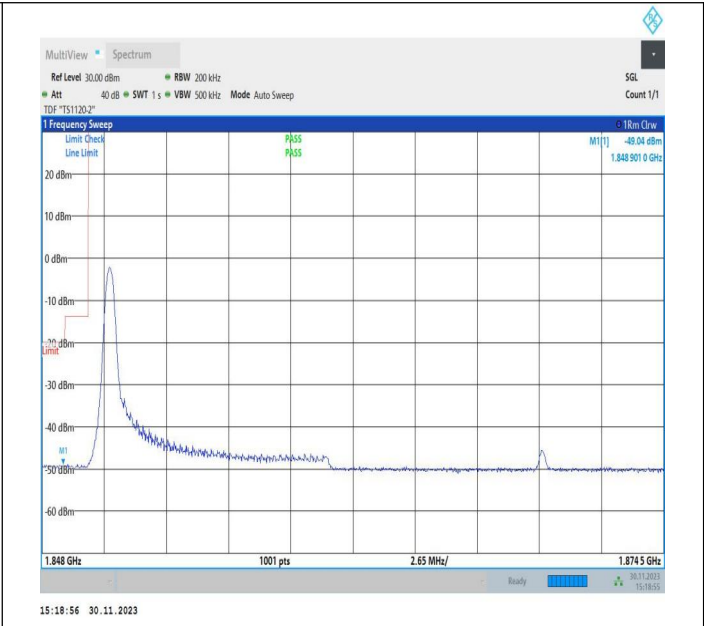 R S
MultiView Spectrum
Ref Level 30.00 dBm RBW 200 kHz SGL
Att 40 dB SWT 1 s VBW 500 kHz Mode Auto Sweep Count 1/1
TDF "TS1120-2"
1 Frequency Sweep 1Rm Clrw
Limit Check PASS M1[1] -49.04 dBm
Line Limit PASS 1.848 901 0 GHz
20 dBm
10 dBm
0 dBm
-10 dBm
-20 dBm
Limit
-30 dBm
-40 dBm
M1
-50 dBm
-60 dBm
1.848 GHz 1001 pts 2.65 MHz/ 1.874 5 GHz
Ready 30.11.2023
15:18:55
15:18:56 30.11.2023